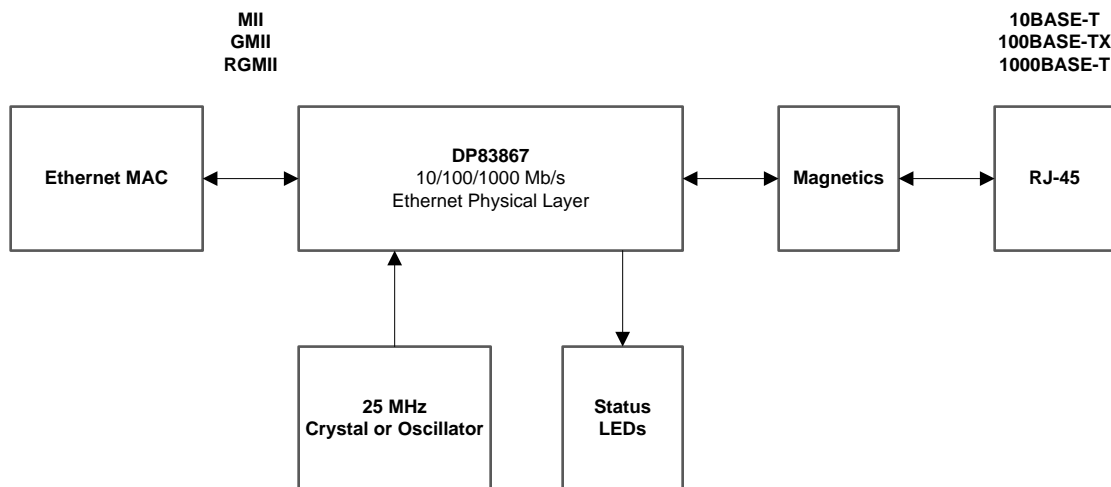 MII
GMII
RGMII
10BASE-T
100BASE-TX
1000BASE-T
Ethernet MAC
DP83867
10/100/1000 Mb/s
Ethernet Physical Layer
Magnetics
RJ-45
25 MHz
Crystal or Oscillator
Status
LEDs